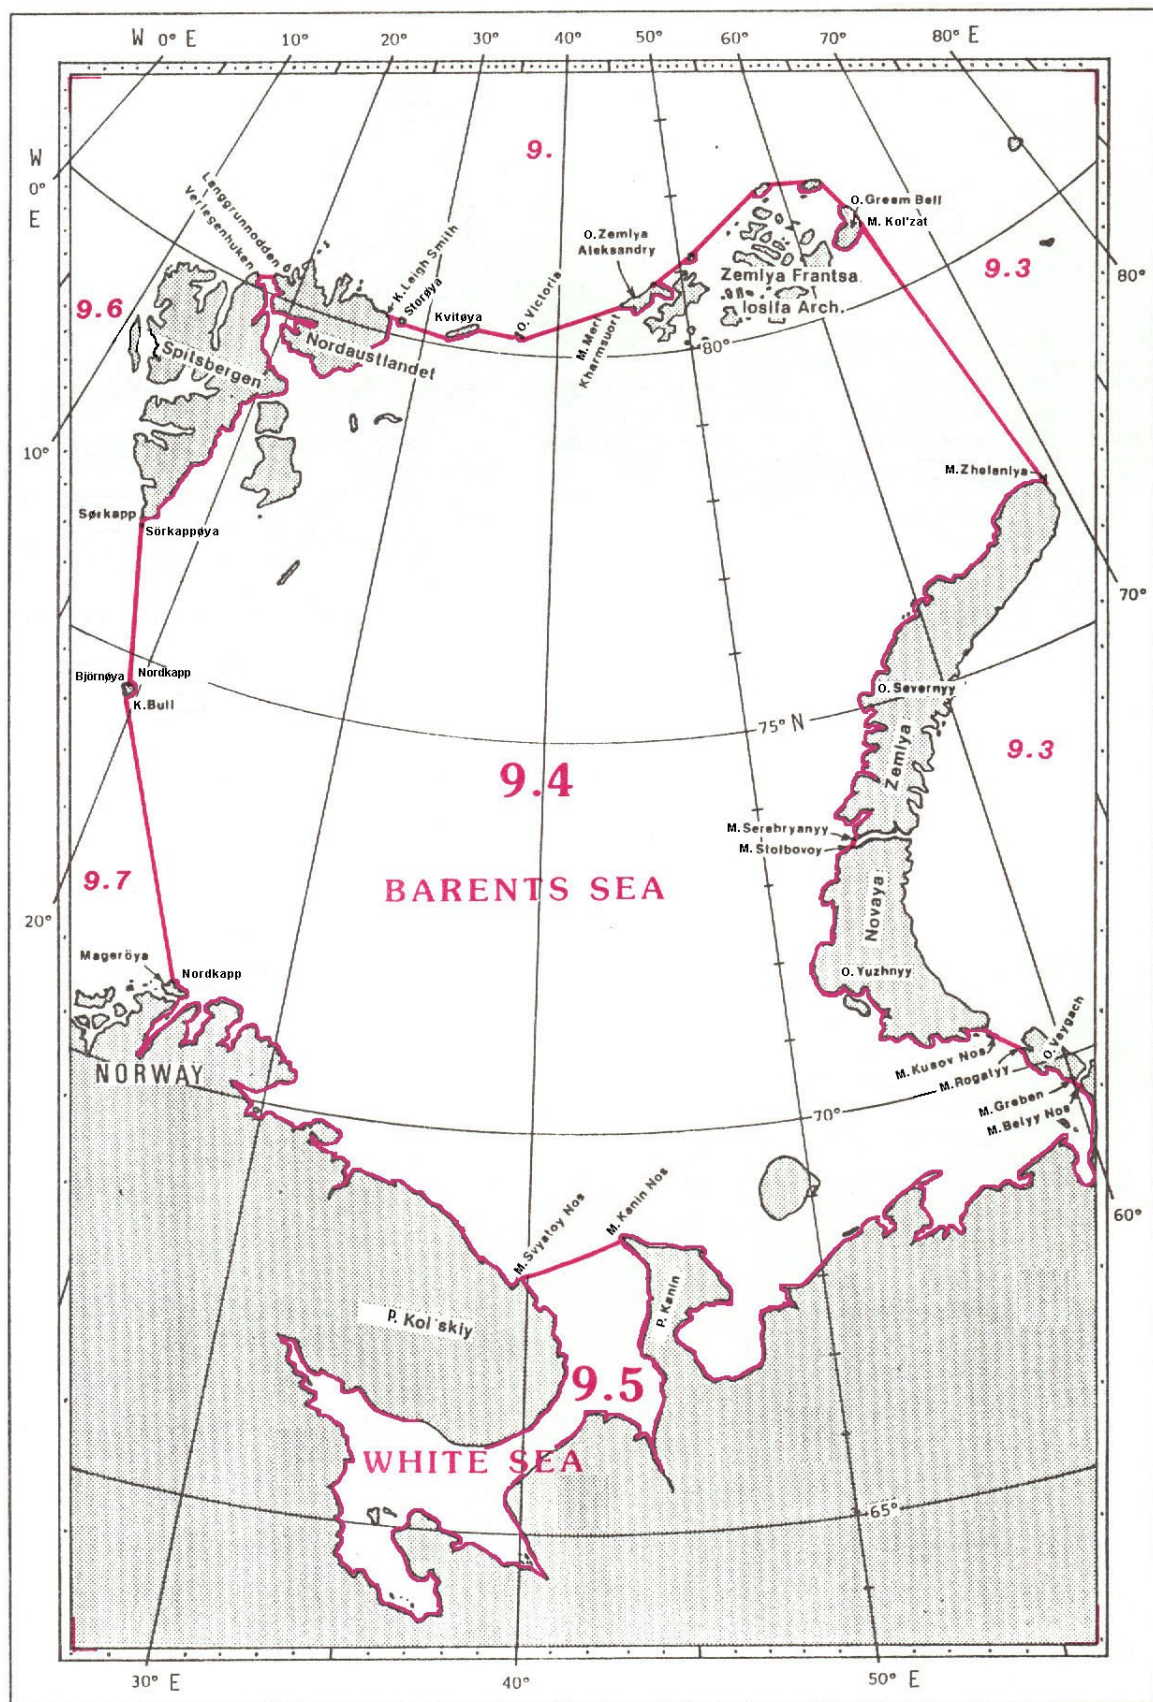 W 0° E 10° 20° 30° 40° 50° 60° 70° 80° E
W
0°
E
9.
Langgrunnodden
Verlegenhuken
O. Greem Bell
M. Kol'zat
K. Leigh Smith
Storøya
O. Zemlya
Aleksandry
9.3
80°
9.6
Kvitøya
O. Victoria
Zemlya Frantsa
Iosifa Arch.
M. Meri
Kharmsuort
80°
Spitsbergen
Nordaustlandet
10°
M. Zhelaniya
Sørkapp
Sörkappøya
70°
Björnøya
Nordkapp
K. Bull
O. Severnyy
75° N
9.3
Zemlya
9.4
M. Serebryanyy
M. Stolbovoy
9.7
BARENTS SEA
Novaya
20°
Mageröya
Nordkapp
O. Yuzhnyy
O. Vaygach
NORWAY
M. Kusov Nos
M. Rogatyy
M. Greben
M. Belyy Nos
70°
60°
M. Svyatoy Nos
M. Kanin Nos
P. Kanin
P. Kol'skiy
9.5
WHITE SEA
65°
30° E 40° 50° E